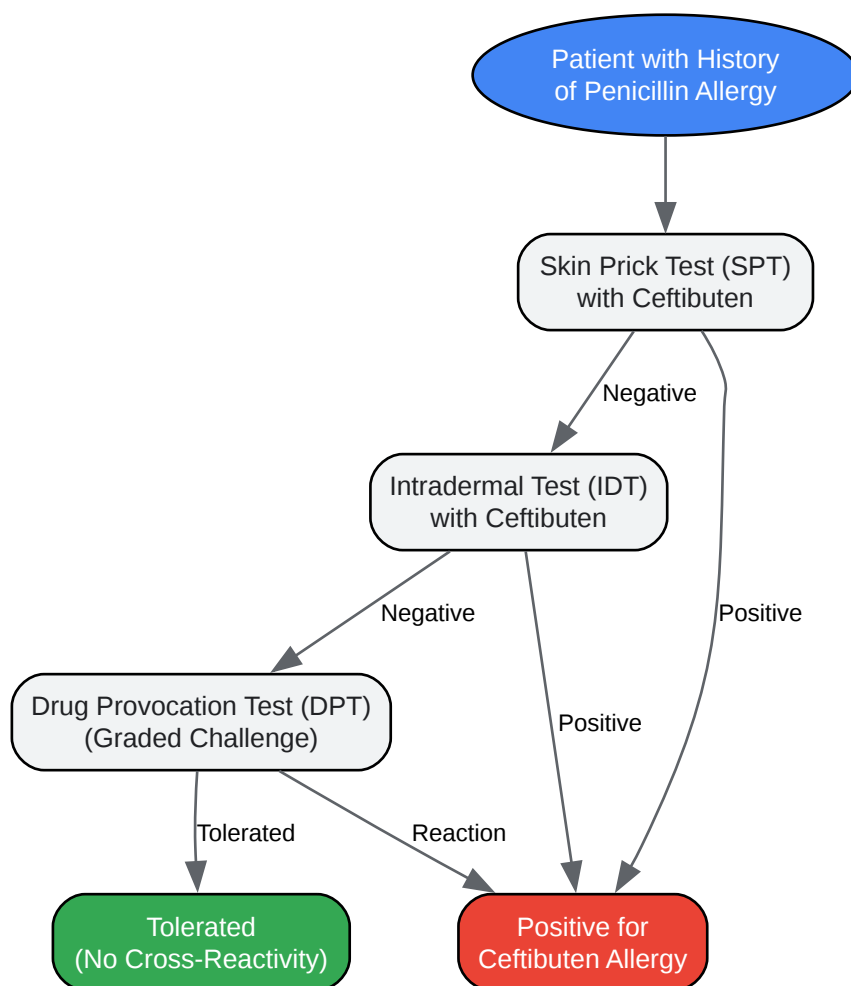 Patient with History
of Penicillin Allergy
Skin Prick Test (SPT)
with Ceftibuten
Negative
Intradermal Test (IDT)
with Ceftibuten
Negative
Positive
Drug Provocation Test (DPT)
(Graded Challenge)
Positive
Tolerated
Reaction
Tolerated
(No Cross-Reactivity)
Positive for
Ceftibuten Allergy